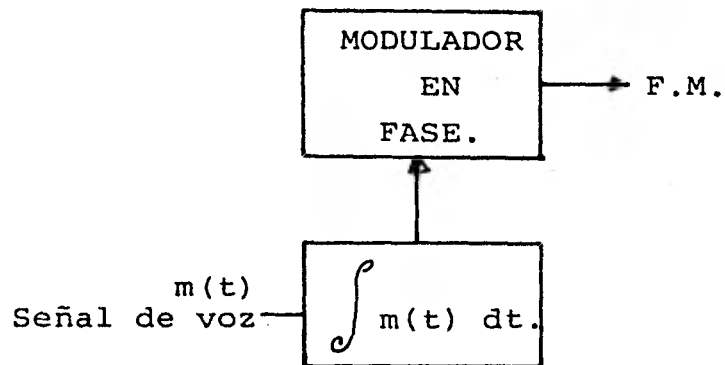 MODULADOR
EN
FASE.
F.M.
m(t)
Señal de voz
∫ m(t) dt.